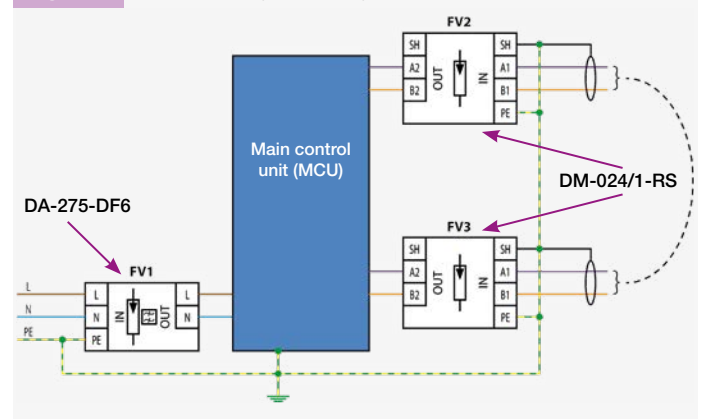 FV2
SH
A2
B2
OUT
IN
SH
A1
B1
PE
Main control
unit (MCU)
DM-024/1-RS
DA-275-DF6
FV3
SH
A2
B2
OUT
IN
SH
A1
B1
PE
FV1
L
N
PE
L
N
PE
IN
OUT
L
N